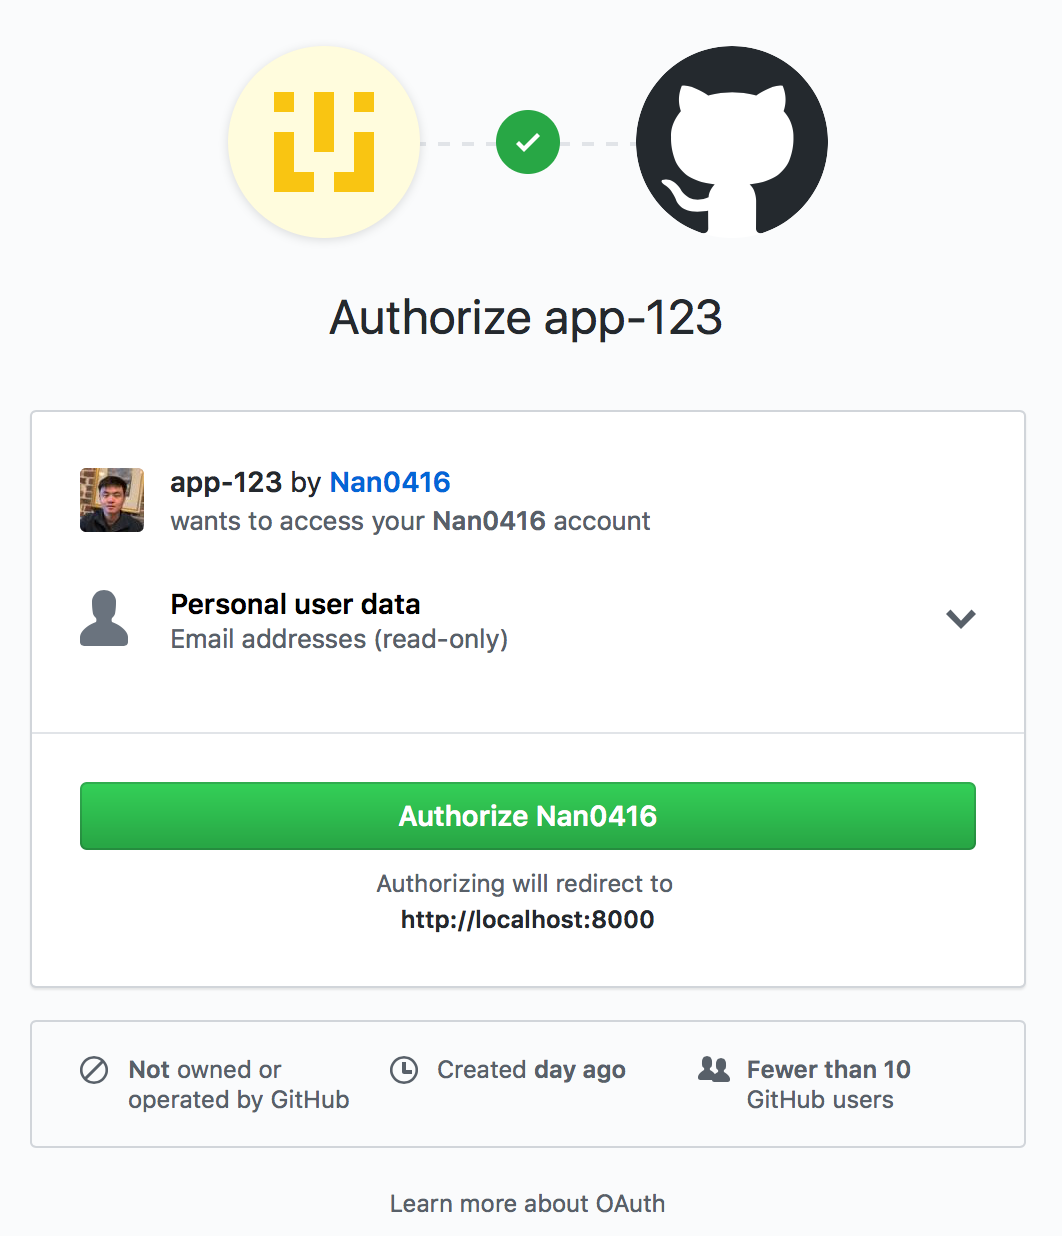 Authorize app-123
app-123 by Nan0416
wants to access your Nan0416 account
Personal user data
Email addresses (read-only)
Authorize Nan0416
Authorizing will redirect to
http://localhost:8000
Not owned or
operated by GitHub
Created day ago
Fewer than 10
GitHub users
Learn more about OAuth